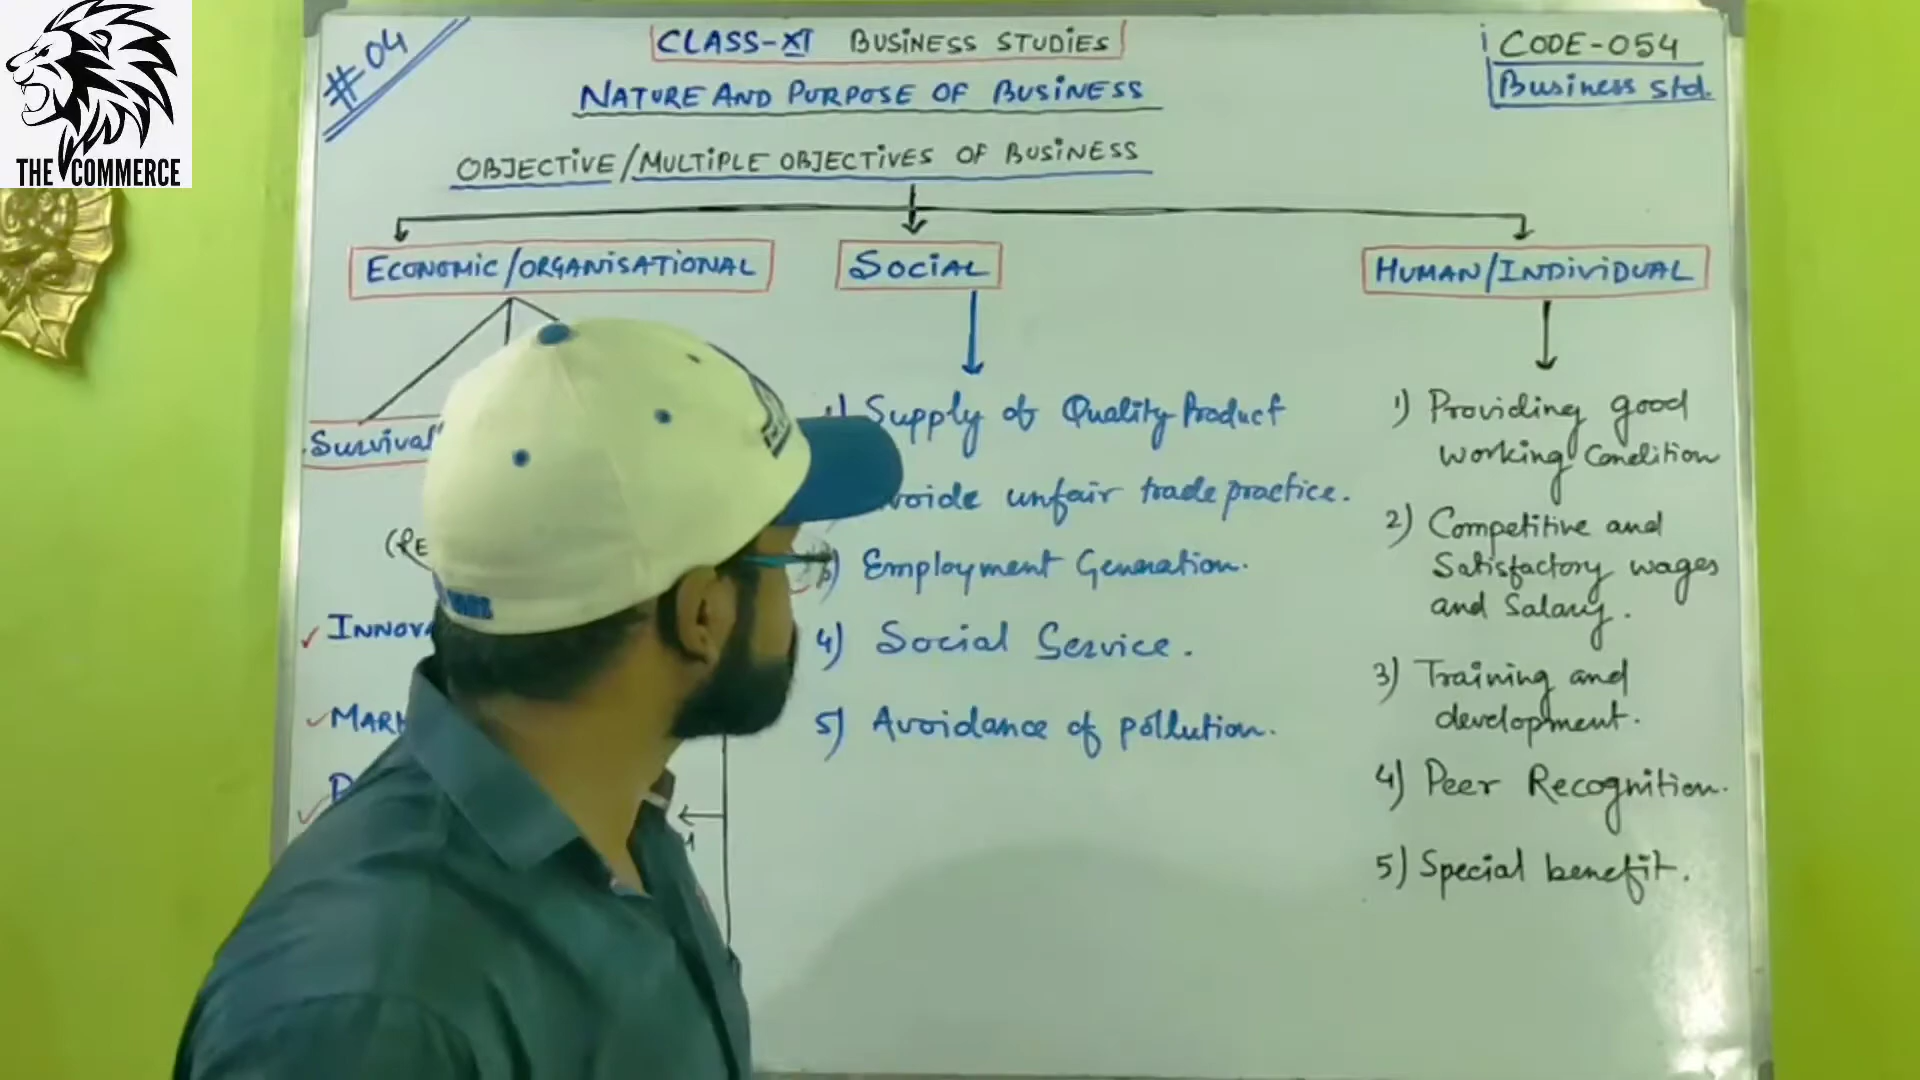 THE COMMERCE
#04
CLASS-XI BUSINESS STUDIES
CODE-054
Business Std.
NATURE AND PURPOSE OF BUSINESS
OBJECTIVE/MULTIPLE OBJECTIVES OF BUSINESS
ECONOMIC/ORGANISATIONAL
Survival
SOCIAL
Supply of Quality Product
unfair trade practice.
3) Employment Generation.
4) Social Service.
5) Avoidance of pollution.
HUMAN/INDIVIDUAL
1) Providing good
working Condition
2) Competitive and
Satisfactory wages
and Salary.
3) Training and
development.
4) Peer Recognition.
5) Special benefit.